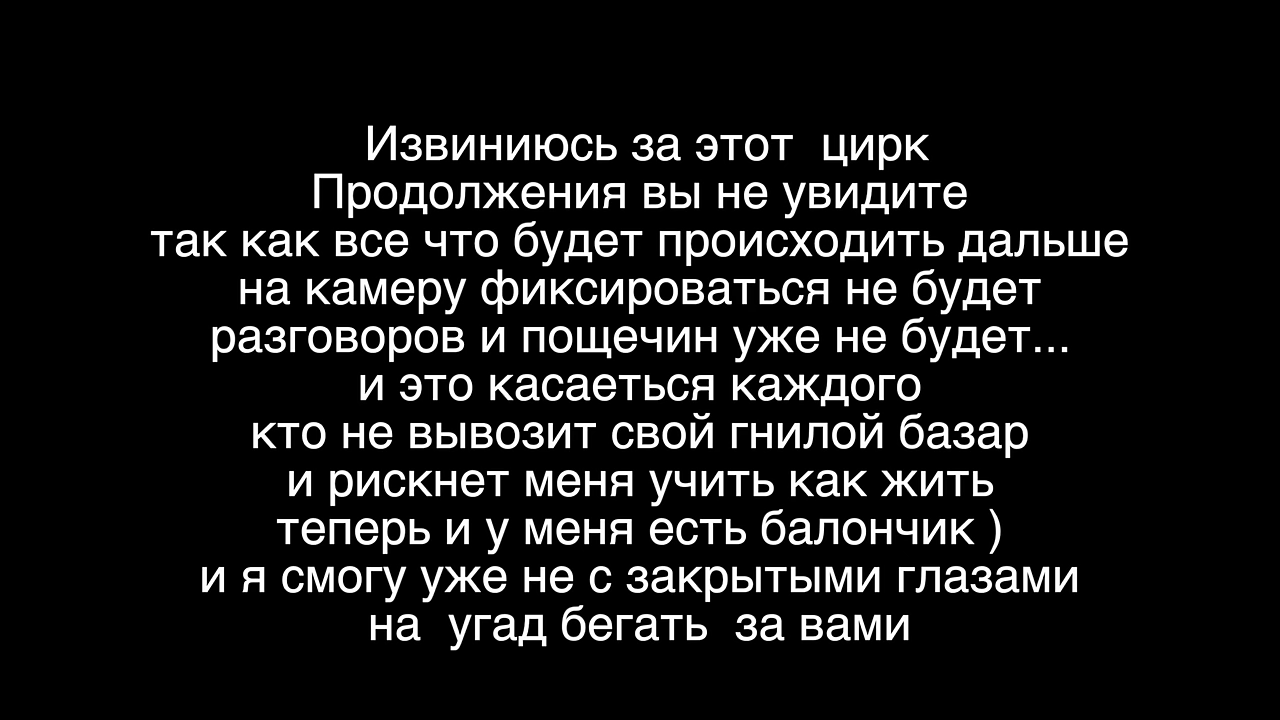 Извиниюсь за этот  цирк
Продолжения вы не увидите
так как все что будет происходить дальше
на камеру фиксироваться не будет
разговоров и пощечин уже не будет...
и это касаеться каждого
кто не вывозит свой гнилой базар
и рискнет меня учить как жить
теперь и у меня есть балончик )
и я смогу уже не с закрытыми глазами
на  угад бегать  за вами